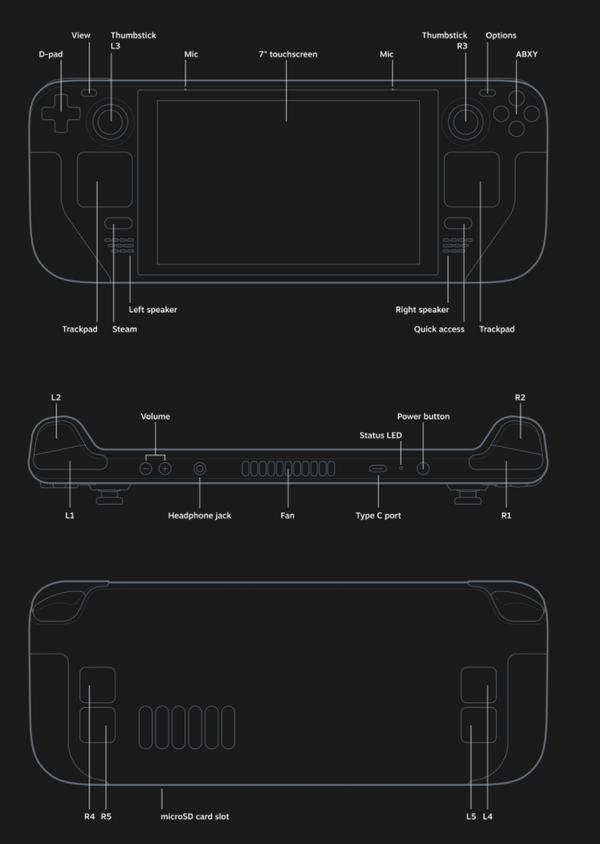 View
Thumbstick
L3
Thumbstick
R3
Options
D-pad
Mic
7" touchscreen
Mic
ABXY
Left speaker
Right speaker
Trackpad
Steam
Quick access
Trackpad
L2
R2
Volume
Power button
Status LED
L1
Headphone jack
Fan
Type C port
R1
R4
R5
microSD card slot
L5
L4